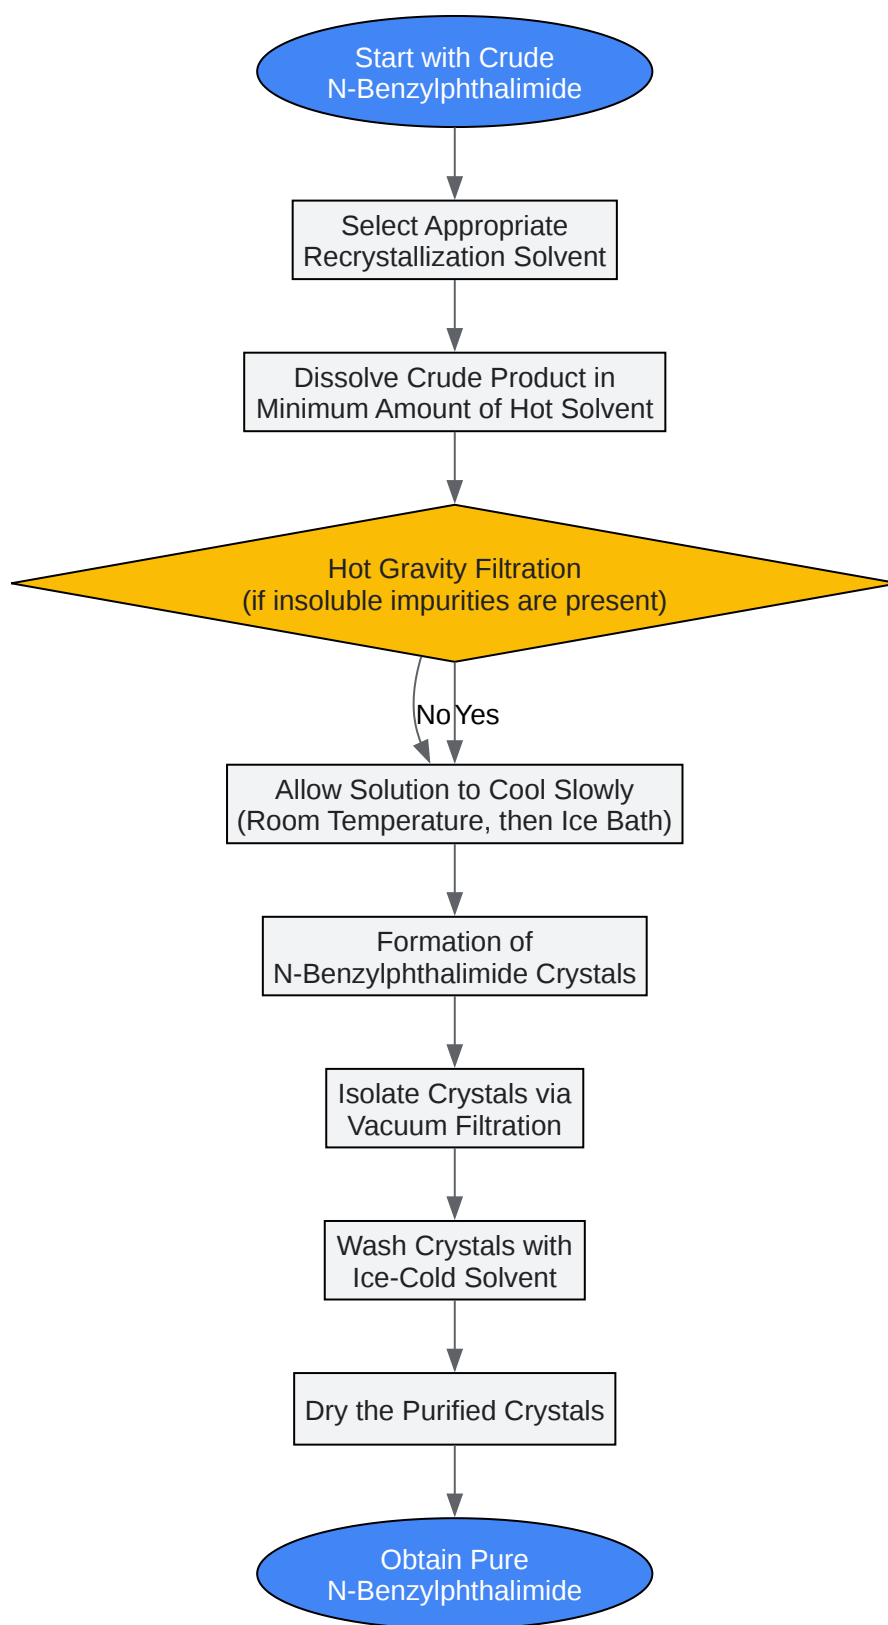 Start with Crude
N-Benzylphthalimide
Select Appropriate
Recrystallization Solvent
Dissolve Crude Product in
Minimum Amount of Hot Solvent
Hot Gravity Filtration
(if insoluble impurities are present)
No
Yes
Allow Solution to Cool Slowly
(Room Temperature, then Ice Bath)
Formation of
N-Benzylphthalimide Crystals
Isolate Crystals via
Vacuum Filtration
Wash Crystals with
Ice-Cold Solvent
Dry the Purified Crystals
Obtain Pure
N-Benzylphthalimide